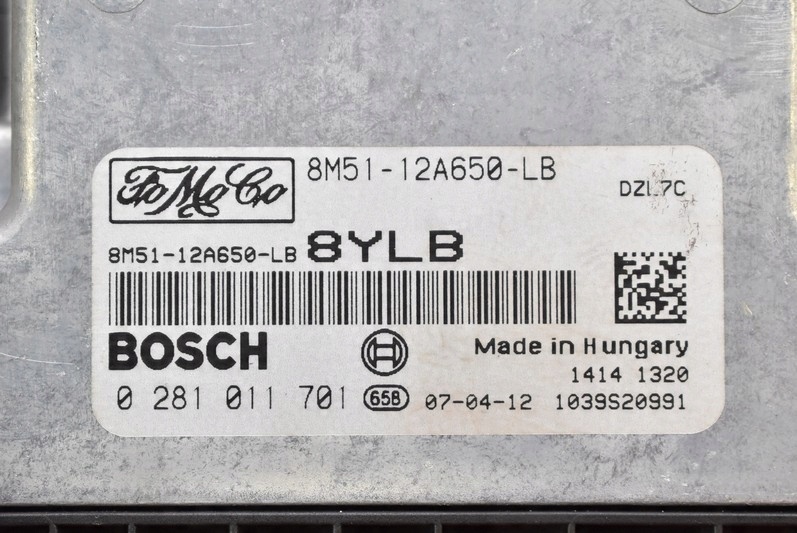 FoMoCo 8M51-12A650-LB
DZL7C
8M51-12A650-LB 8YLB
BOSCH
Made in Hungary
1414 1320
0 281 011 701 65B 07-04-12 1039S20991